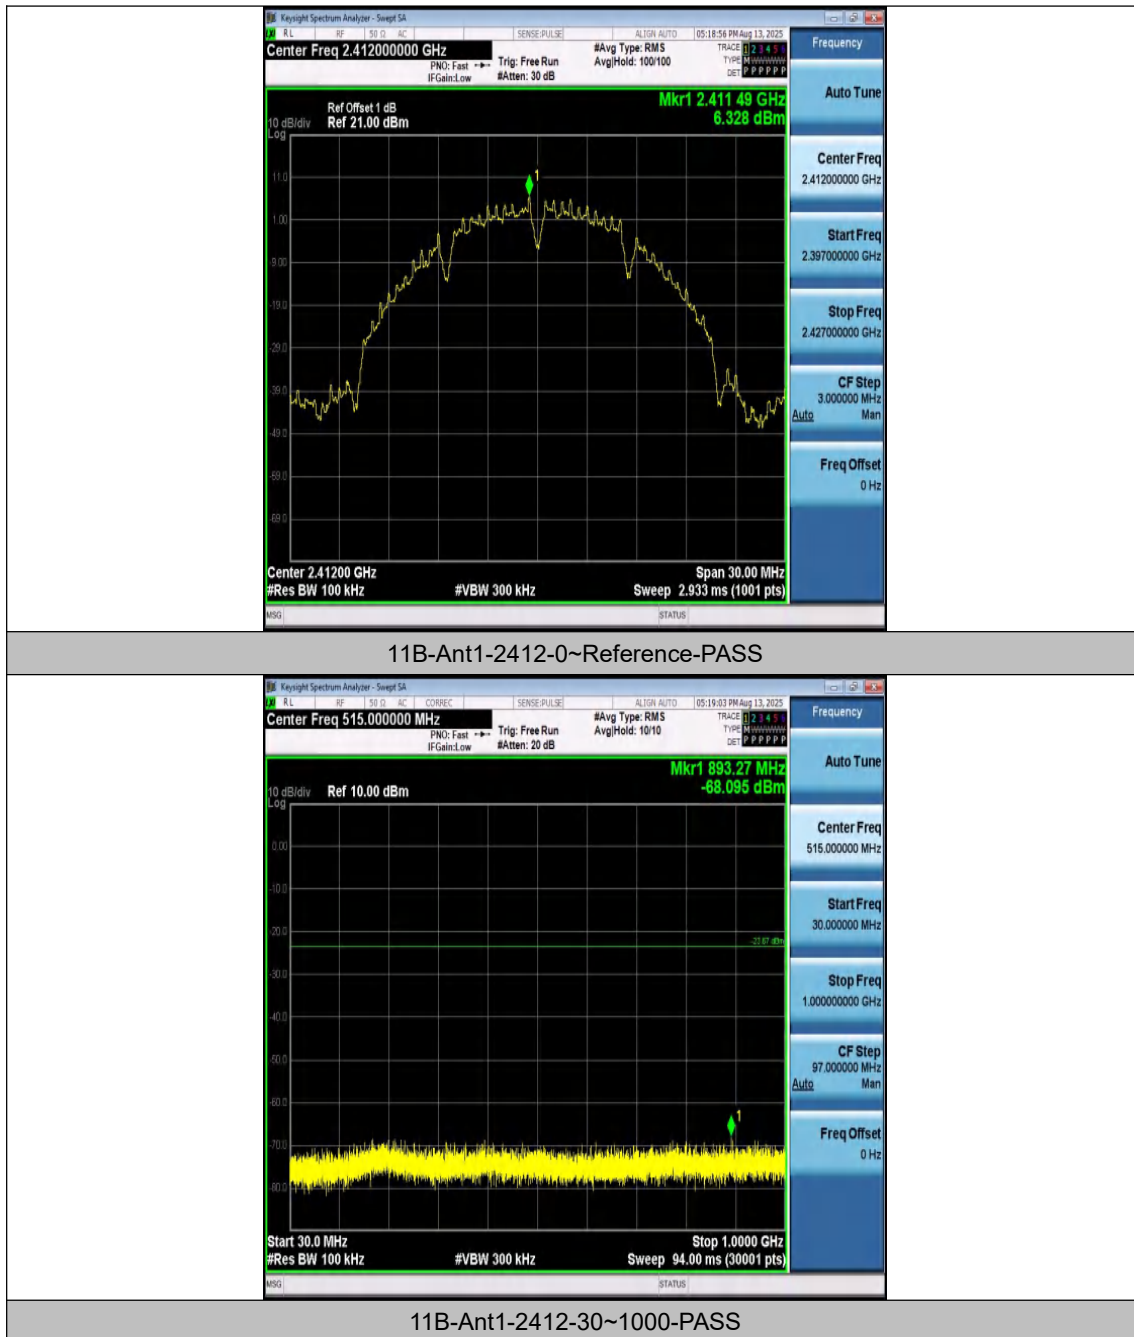 Keysight Spectrum Analyzer - Swept SA
RL RF 50 Ω AC SENSE:PULSE ALIGN AUTO 05:18:56 PM Aug 13, 2025
Center Freq 2.412000000 GHz
PNO: Fast
IFGain:Low
Trig: Free Run
#Atten: 30 dB
#Avg Type: RMS
Avg|Hold: 100/100
TRACE 1 2 3 4 5 6
TYPE M WWWWW
DET P P P P P P
Frequency
Mkr1 2.411 49 GHz
6.328 dBm
Ref Offset 1 dB
10 dB/div Ref 21.00 dBm
Log
11.0
1.00
-9.00
-19.0
-29.0
-39.0
-49.0
-59.0
-69.0
1
Auto Tune
Center Freq
2.412000000 GHz
Start Freq
2.397000000 GHz
Stop Freq
2.427000000 GHz
CF Step
3.000000 MHz
Auto Man
Freq Offset
0 Hz
Center 2.41200 GHz Span 30.00 MHz
#Res BW 100 kHz #VBW 300 kHz Sweep 2.933 ms (1001 pts)
MSG STATUS
11B-Ant1-2412-0~Reference-PASS
Keysight Spectrum Analyzer - Swept SA
RL RF 50 Ω AC CORREC SENSE:PULSE ALIGN AUTO 05:19:03 PM Aug 13, 2025
Center Freq 515.000000 MHz
PNO: Fast
IFGain:Low
Trig: Free Run
#Atten: 20 dB
#Avg Type: RMS
Avg|Hold: 10/10
TRACE 1 2 3 4 5 6
TYPE M WWWWW
DET P P P P P P
Frequency
Mkr1 893.27 MHz
-68.095 dBm
10 dB/div Ref 10.00 dBm
Log
0.00
-10.0
-20.0
-30.0
-40.0
-50.0
-60.0
-70.0
-80.0
-23.67 dBm
1
Auto Tune
Center Freq
515.000000 MHz
Start Freq
30.000000 MHz
Stop Freq
1.000000000 GHz
CF Step
97.000000 MHz
Auto Man
Freq Offset
0 Hz
Start 30.0 MHz Stop 1.0000 GHz
#Res BW 100 kHz #VBW 300 kHz Sweep 94.00 ms (30001 pts)
MSG STATUS
11B-Ant1-2412-30~1000-PASS